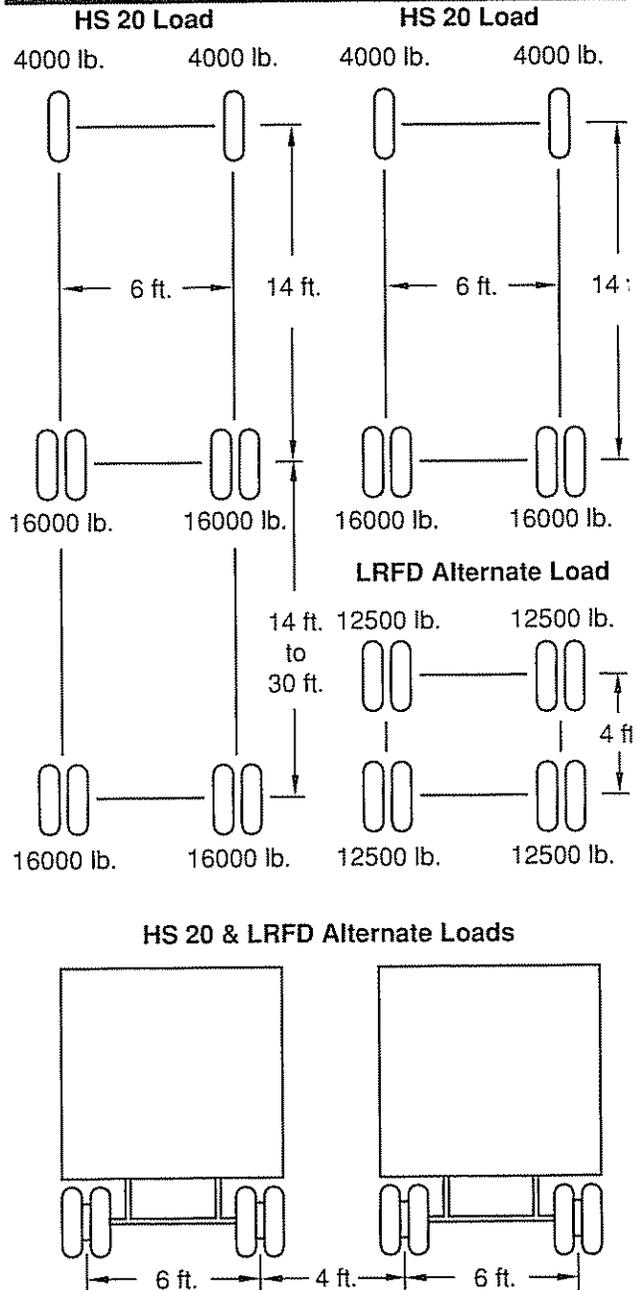 HS 20 Load
HS 20 Load
4000 lb.
4000 lb.
4000 lb.
4000 lb.
6 ft.
14 ft.
6 ft.
14
16000 lb.
16000 lb.
16000 lb.
16000 lb.
LRFD Alternate Load
14 ft.
to
30 ft.
12500 lb.
12500 lb.
4 ft
16000 lb.
16000 lb.
12500 lb.
12500 lb.
HS 20 & LRFD Alternate Loads
6 ft.
4 ft.
6 ft.